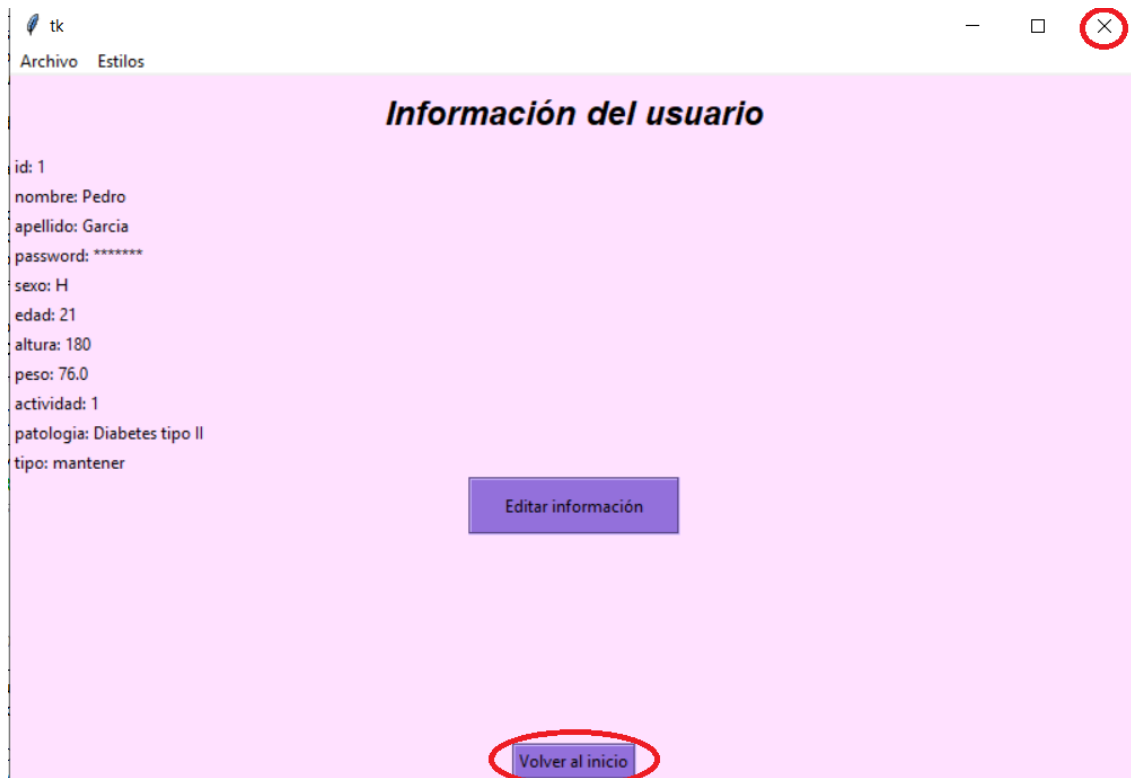 tk
Archivo Estilos
Información del usuario
id: 1
nombre: Pedro
apellido: Garcia
password: *******
sexo: H
edad: 21
altura: 180
peso: 76.0
actividad: 1
patologia: Diabetes tipo II
tipo: mantener
Editar información
Volver al inicio